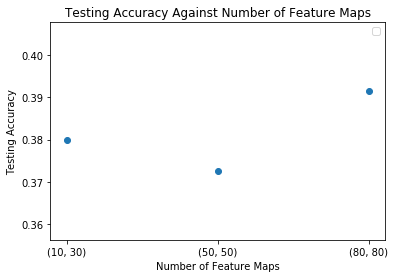 Testing Accuracy Against Number of Feature Maps
0.40
0.39
0.38
0.37
0.36
Testing Accuracy
(10, 30) (50, 50) (80, 80)
Number of Feature Maps